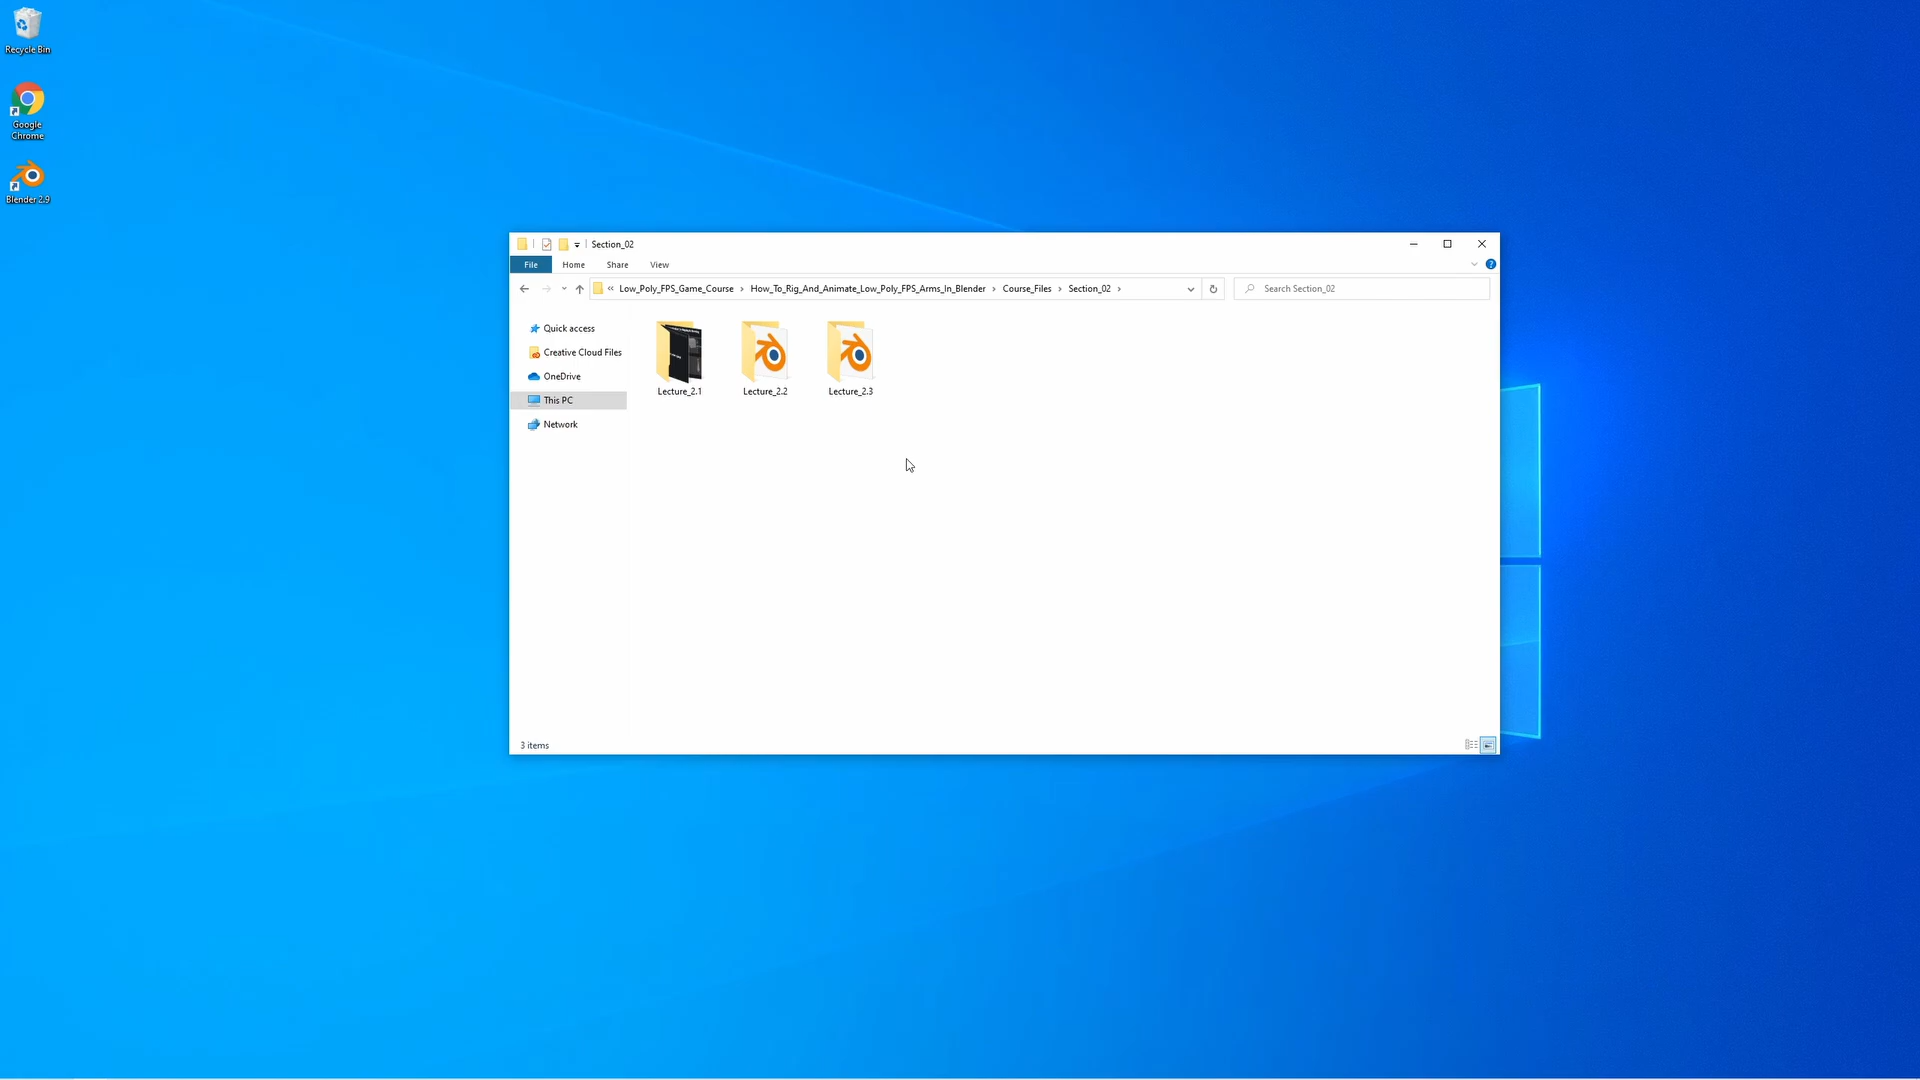 Recycle Bin
Google
Chrome
Blender 2.9
Section_02
File Home Share View
« Low_Poly_FPS_Game_Course › How_To_Rig_And_Animate_Low_Poly_FPS_Arms_In_Blender › Course_Files › Section_02 ›
Search Section_02
Quick access
Creative Cloud Files
OneDrive
This PC
Network
Lecture_2.1
Lecture_2.2
Lecture_2.3
3 items